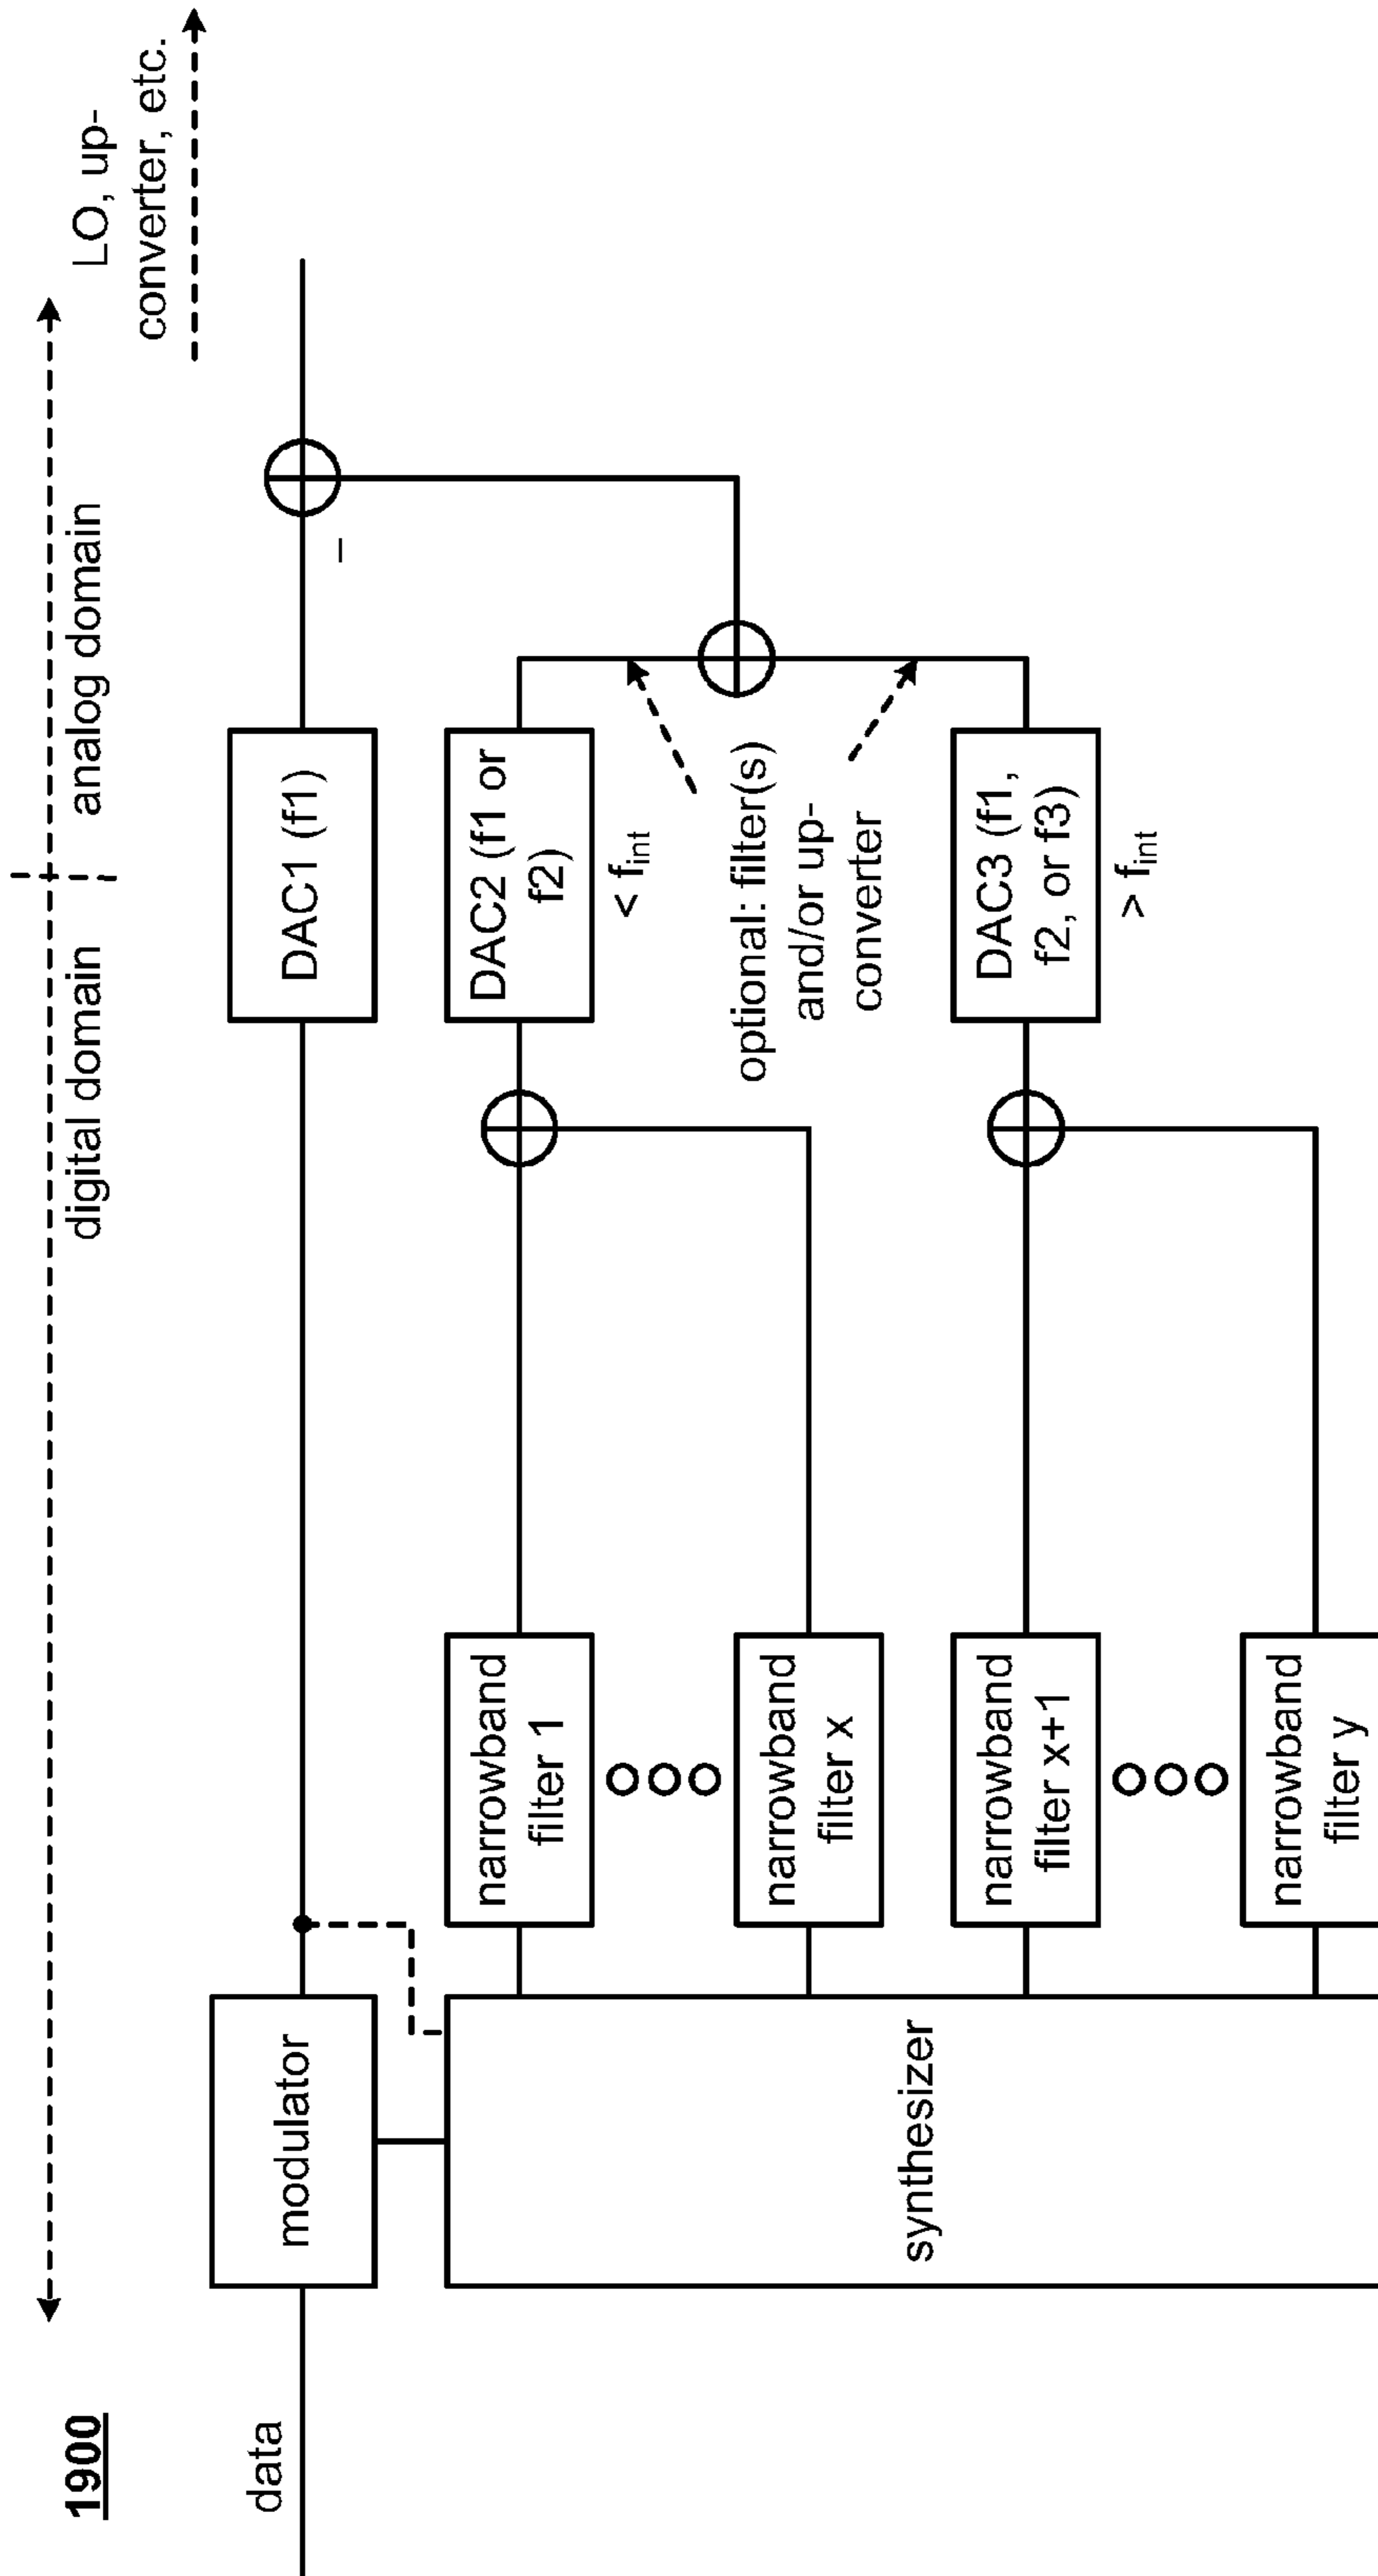 1900
digital domain
analog domain
LO, up-
converter, etc.
data
modulator
DAC1 (f1)
–
synthesizer
narrowband
filter 1
narrowband
filter x
narrowband
filter x+1
narrowband
filter y
DAC2 (f1 or
f2)
< fint
optional: filter(s)
and/or up-
converter
DAC3 (f1,
f2, or f3)
> fint